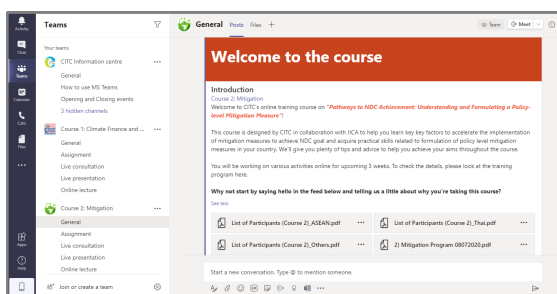 Activity
Chat
Teams
Calendar
Calls
Files
Apps
Help
Teams
Your teams
CITC Information centre
General
How to use MS Teams
Opening and Closing events
3 hidden channels
Course 1: Climate Finance and ...
General
Assignment
Live consultation
Live presentation
Online lecture
Course 2: Mitigation
General
Assignment
Live consultation
Live presentation
Online lecture
Join or create a team
General Posts Files +
Team
Meet
Welcome to the course
Introduction
Course 2: Mitigation
Welcome to CITC's online training course on "Pathways to NDC Achievement: Understanding and Formulating a Policy-
level Mitigation Measure"!
This course is designed by CITC in collaboration with JICA to help you learn key key factors to accelerate the implementation
of mitigation measures to achieve NDC goal and acquire practical skills related to formulation of policy level mitigation
measures in your country. We'll give you plenty of tips and advice to help you achieve your aims throughout the course.
You will be working on various activities online for upcoming 3 weeks. To check the details, please look at the training
program here.
Why not start by saying hello in the feed below and telling us a little about why you're taking this course?
See less
List of Participants (Course 2)_ASEAN.pdf
List of Participants (Course 2)_Thai.pdf
List of Participants (Course 2)_Others.pdf
2) Mitigation Program 08072020.pdf
Start a new conversation. Type @ to mention someone.